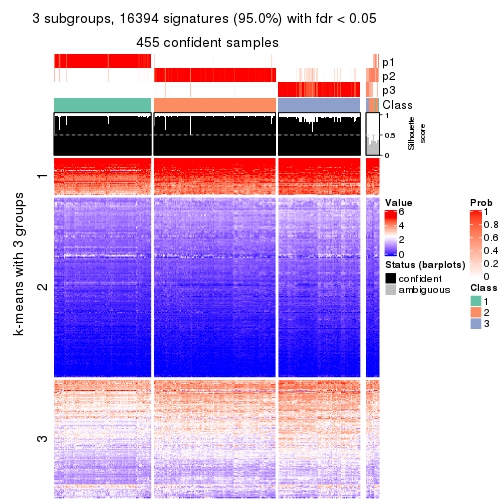 3 subgroups, 16394 signatures (95.0%) with fdr < 0.05
455 confident samples
p1
p2
p3
Class
1
0.5
0
Silhouette
score
k-means with 3 groups
1
2
3
Value
6
4
2
0
Status (barplots)
confident
ambiguous
Prob
1
0.8
0.6
0.4
0.2
0
Class
1
2
3